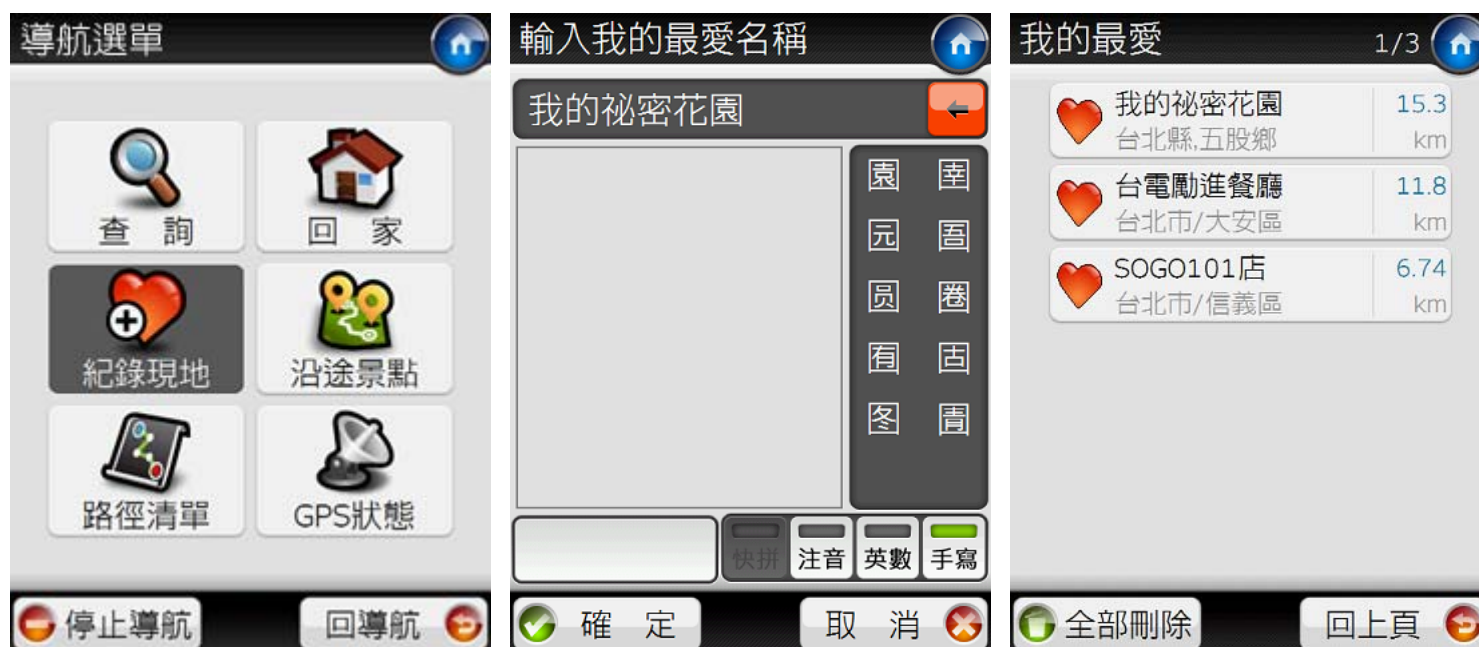 導航選單
查 詢
回 家
紀錄現地
沿途景點
路徑清單
GPS狀態
停止導航
回導航
輸入我的最愛名稱
我的祕密花園
園 圉
园 圄
员 圈
囿 固
图 圊
快拼
注音
英數
手寫
確 定
取 消
我的最愛
1/3
我的祕密花園
15.3
台北縣,五股鄉
km
台電勵進餐廳
11.8
台北市/大安區
km
SOGO101店
6.74
台北市/信義區
km
全部刪除
回上頁